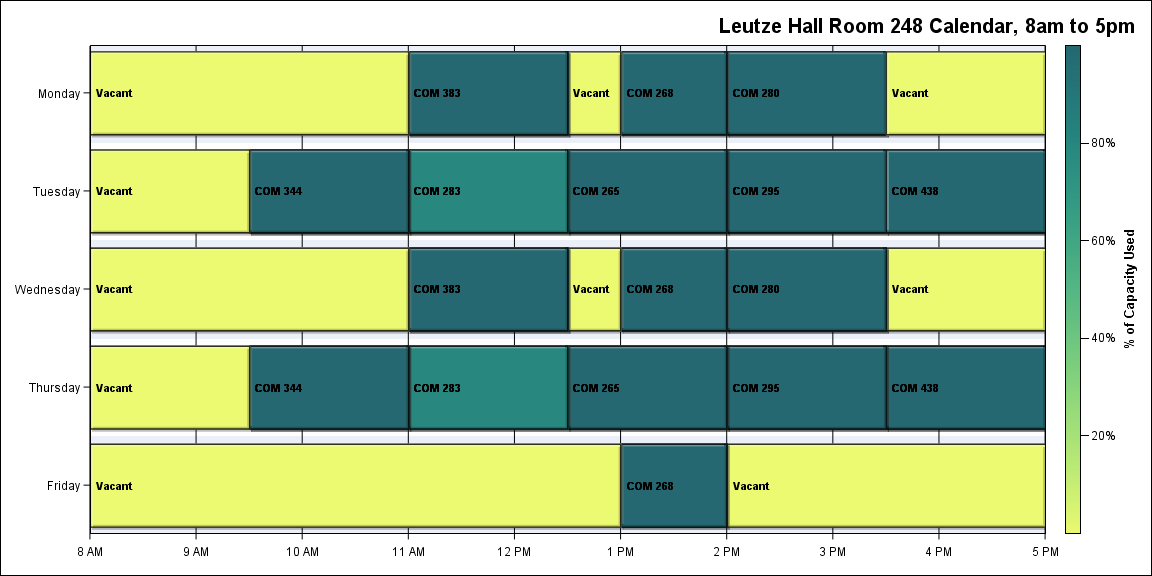 Leutze Hall Room 248 Calendar, 8am to 5pm
Monday
Vacant
COM 383
Vacant
COM 268
COM 280
Vacant
Tuesday
Vacant
COM 344
COM 283
COM 265
COM 295
COM 438
Wednesday
Vacant
COM 383
Vacant
COM 268
COM 280
Vacant
Thursday
Vacant
COM 344
COM 283
COM 265
COM 295
COM 438
Friday
Vacant
COM 268
Vacant
8 AM
9 AM
10 AM
11 AM
12 PM
1 PM
2 PM
3 PM
4 PM
5 PM
80%
60%
40%
20%
% of Capacity Used